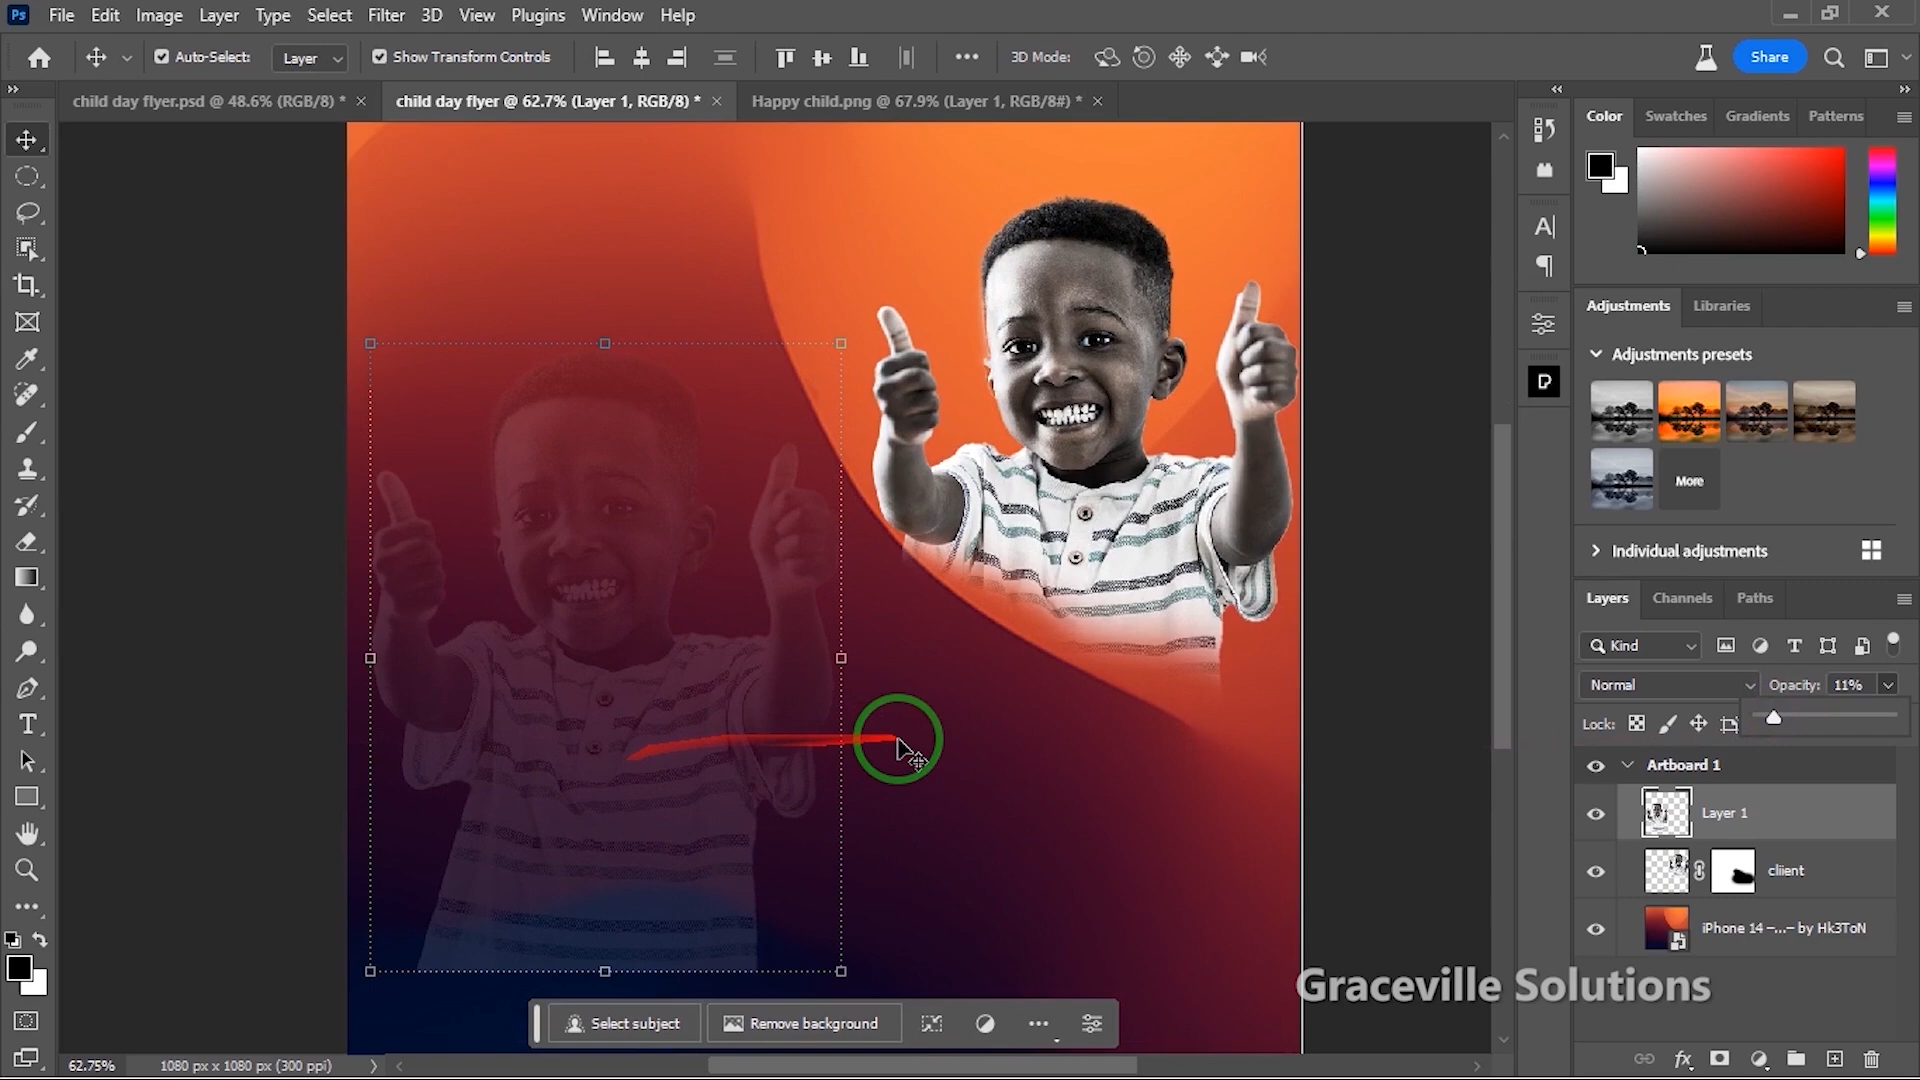 Ps File Edit Image Layer Type Select Filter 3D View Plugins Window Help
Auto-Select: Layer Show Transform Controls 3D Mode: Share
child day flyer.psd @ 48.6% (RGB/8) * child day flyer @ 62.7% (Layer 1, RGB/8) * Happy child.png @ 67.9% (Layer 1, RGB/8#) *
Color Swatches Gradients Patterns
Adjustments Libraries
Adjustments presets
More
Individual adjustments
Layers Channels Paths
Kind
Normal Opacity: 11%
Lock:
Artboard 1
Layer 1
cliient
iPhone 14 –...– by Hk3ToN
Graceville Solutions
Select subject Remove background
62.75% 1080 px x 1080 px (300 ppi)